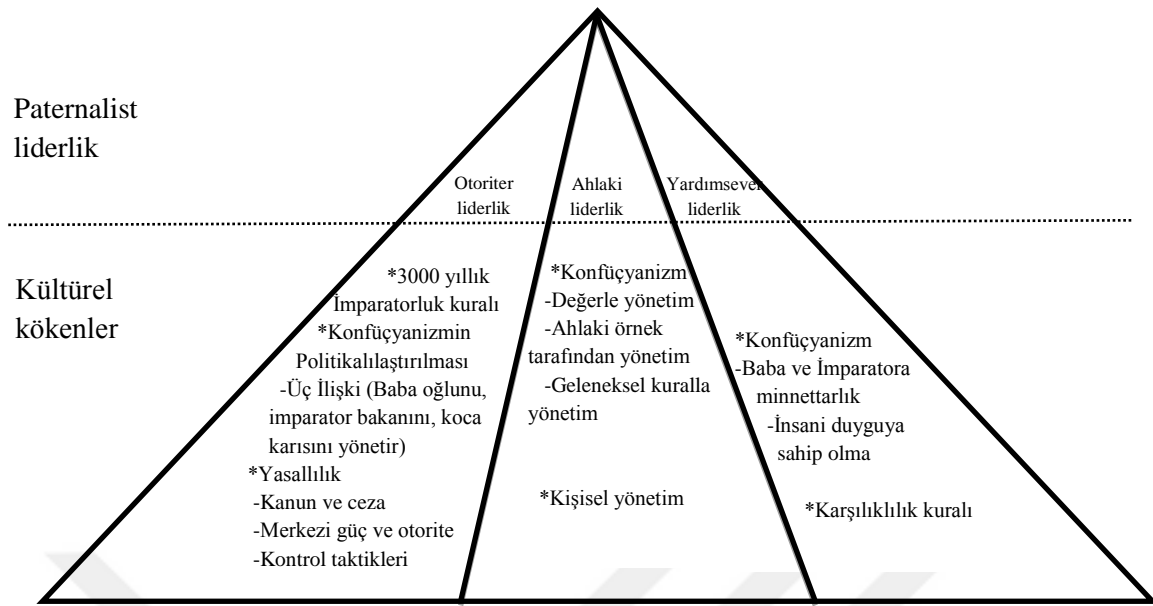 Paternalist
liderlik
Otoriter
liderlik
Ahlaki
liderlik
Yardımsever
liderlik
Kültürel
kökenler
*3000 yıllık
İmparatorluk kuralı
*Konfüçyanizmin
Politikalılaştırılması
-Üç İlişki (Baba oğlunu,
imparator bakanını, koca
karısını yönetir)
*Yasallılık
-Kanun ve ceza
-Merkezi güç ve otorite
-Kontrol taktikleri
*Konfüçyanizm
-Değerle yönetim
-Ahlaki örnek
tarafından yönetim
-Geleneksel kuralla
yönetim
*Kişisel yönetim
*Konfüçyanizm
-Baba ve İmparatora
minnettarlık
-İnsani duyguya
sahip olma
*Karşılıklılık kuralı